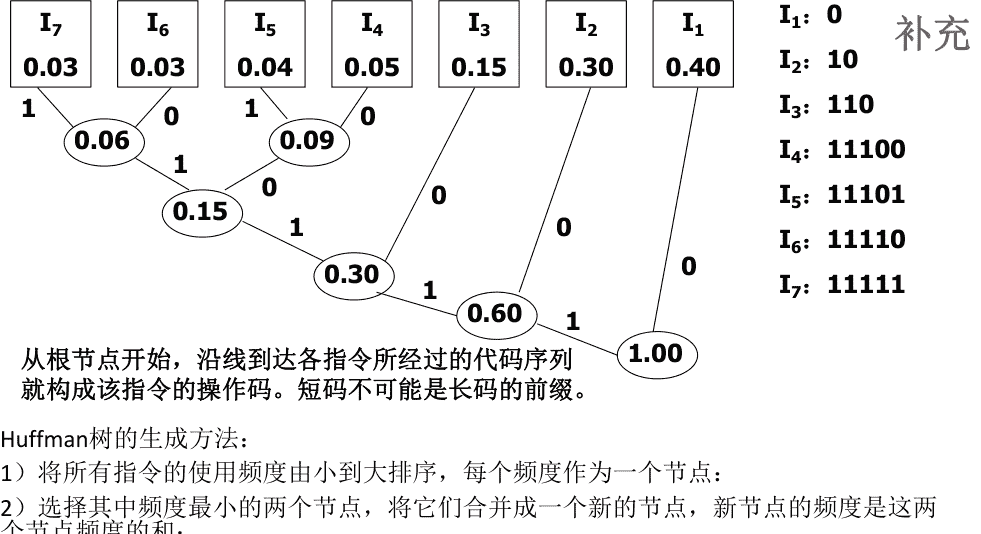 I₇ I₆ I₅ I₄ I₃ I₂ I₁
0.03 0.03 0.04 0.05 0.15 0.30 0.40
1 0 1 0
0.06 0.09
1 0
0.15
1 0
0.30
1 0
0.60
1 0
1.00
I₁：0
I₂：10
I₃：110
I₄：11100
I₅：11101
I₆：11110
I₇：11111
补充
从根节点开始，沿线到达各指令所经过的代码序列
就构成该指令的操作码。短码不可能是长码的前缀。
Huffman树的生成方法：
1）将所有指令的使用频度由小到大排序，每个频度作为一个节点：
2）选择其中频度最小的两个节点，将它们合并成一个新的节点，新节点的频度是这两
个节点频度的和；